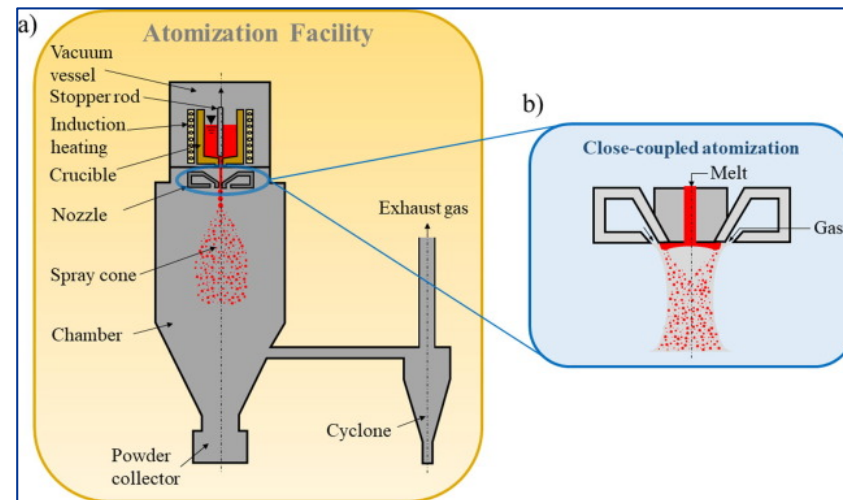 a)
Atomization Facility
Vacuum
vessel
Stopper rod
Induction
heating
Crucible
Nozzle
Exhaust gas
Spray cone
Chamber
Cyclone
Powder
collector
b)
Close-coupled atomization
Melt
Gas